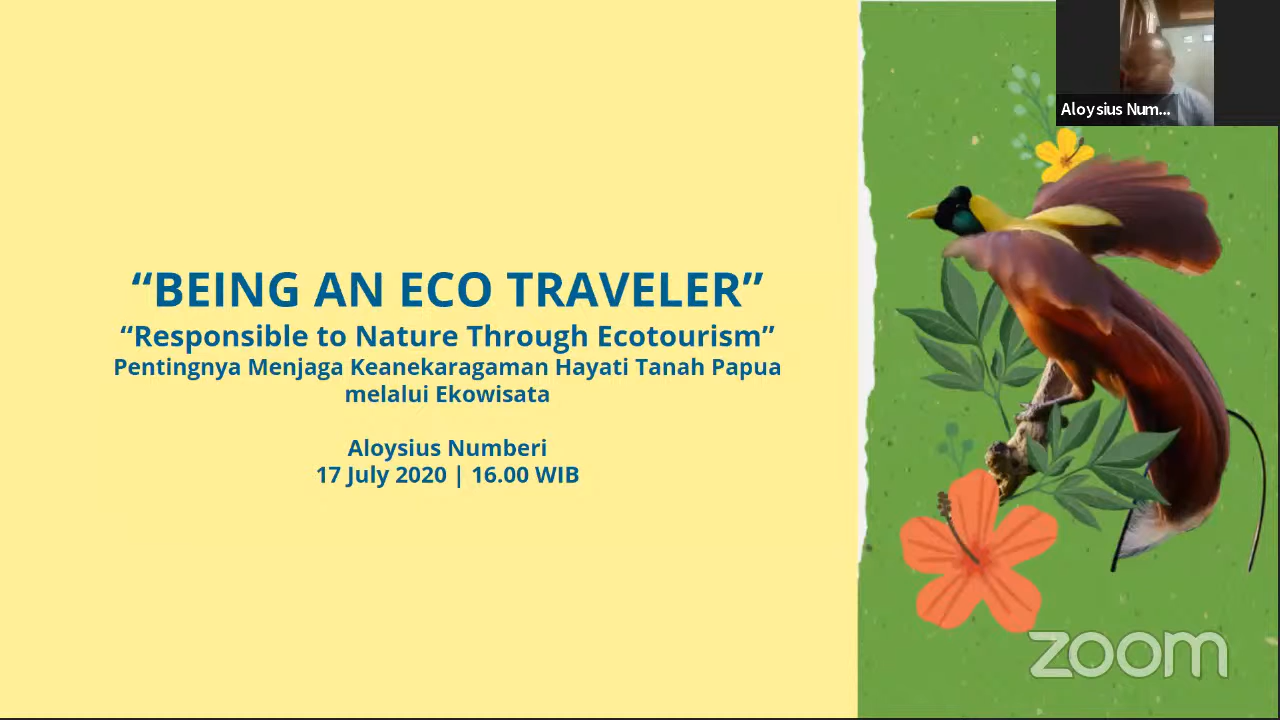 Aloysius Num...
“BEING AN ECO TRAVELER”
“Responsible to Nature Through Ecotourism”
Pentingnya Menjaga Keanekaragaman Hayati Tanah Papua
melalui Ekowisata
Aloysius Numberi
17 July 2020 | 16.00 WIB
zoom